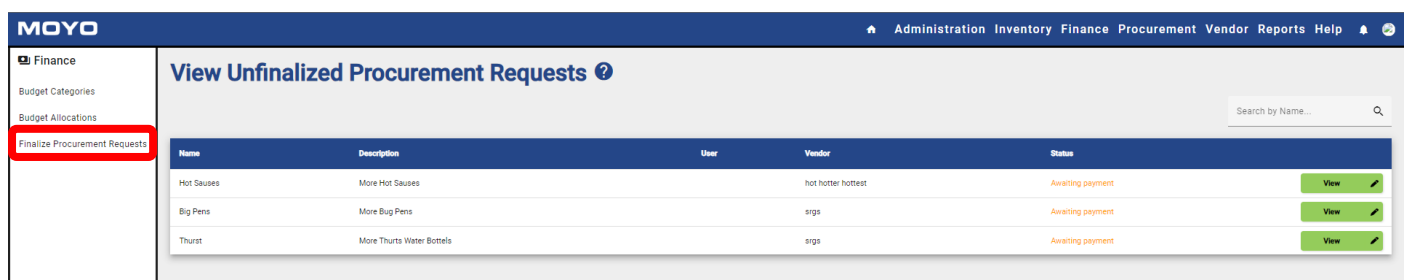 MOYO
Administration Inventory Finance Procurement Vendor Reports Help
Finance
Budget Categories
Budget Allocations
Finalize Procurement Requests
View Unfinalized Procurement Requests ?
Search by Name...
Name Description User Vendor Status
Hot Sauses More Hot Sauses hot hotter hottest Awaiting payment View
Big Pens More Bug Pens srgs Awaiting payment View
Thurst More Thurts Water Bottels srgs Awaiting payment View